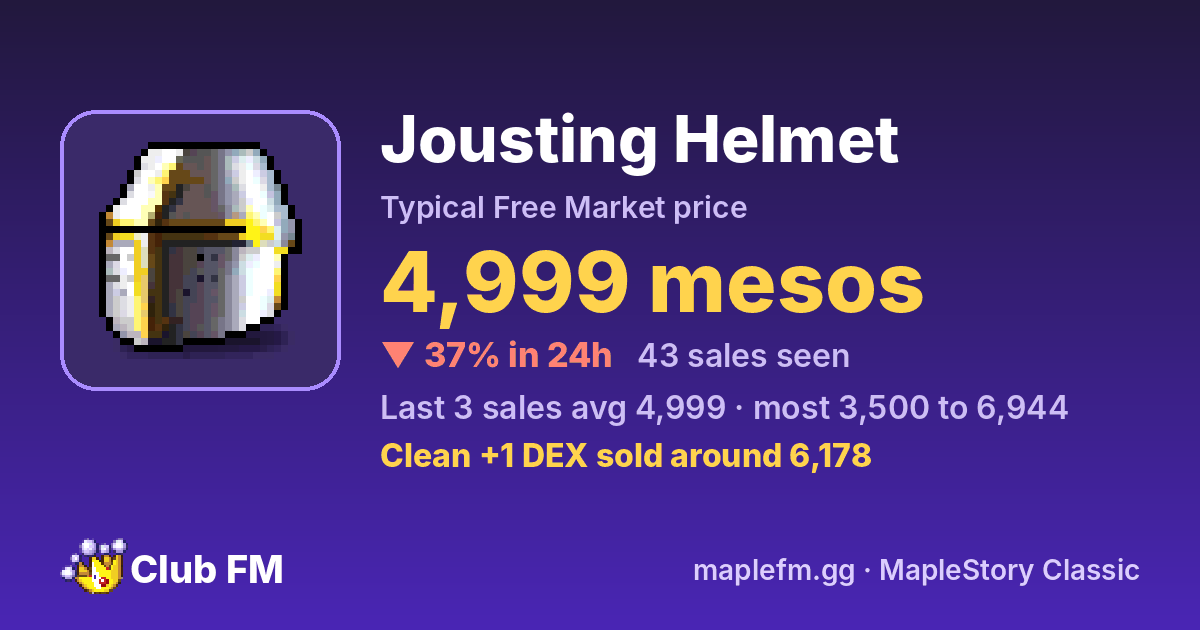 Jousting Helmet
Typical Free Market price
4,999 mesos
▼ 37% in 24h 43 sales seen
Last 3 sales avg 4,999 · most 3,500 to 6,944
Clean +1 DEX sold around 6,178
Club FM
maplefm.gg · MapleStory Classic